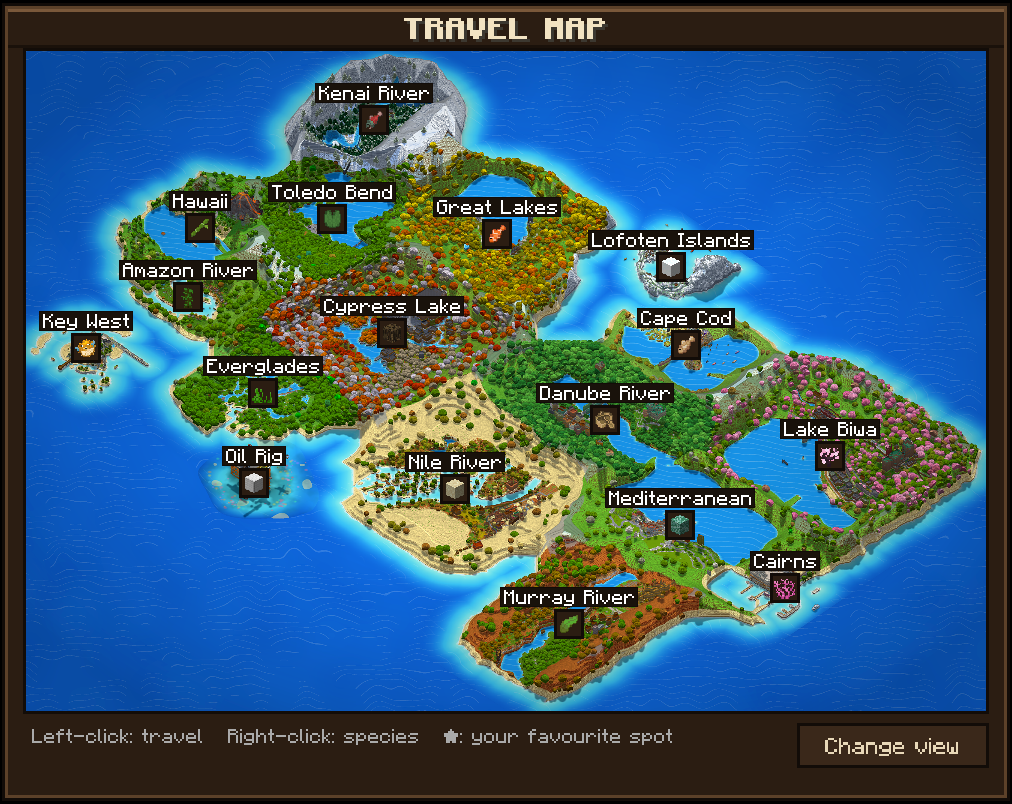 TRAVEL MAP
Kenai River
Toledo Bend
Hawaii
Great Lakes
Lofoten Islands
Amazon River
Cypress Lake
Key West
Cape Cod
Everglades
Danube River
Lake Biwa
Oil Rig
Nile River
Mediterranean
Cairns
Murray River
Left-click: travel Right-click: species ★: your favourite spot
Change view